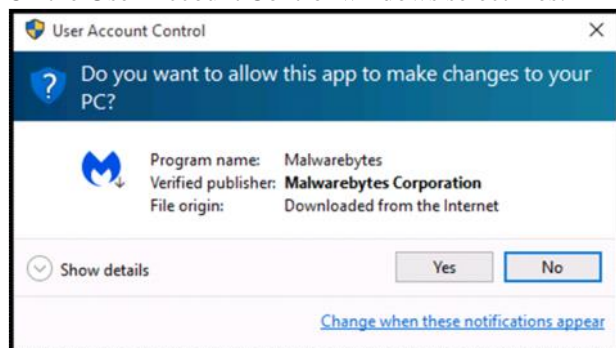 User Account Control
Do you want to allow this app to make changes to your
PC?
Program name: Malwarebytes
Verified publisher: Malwarebytes Corporation
File origin: Downloaded from the Internet
Show details
Yes No
Change when these notifications appear